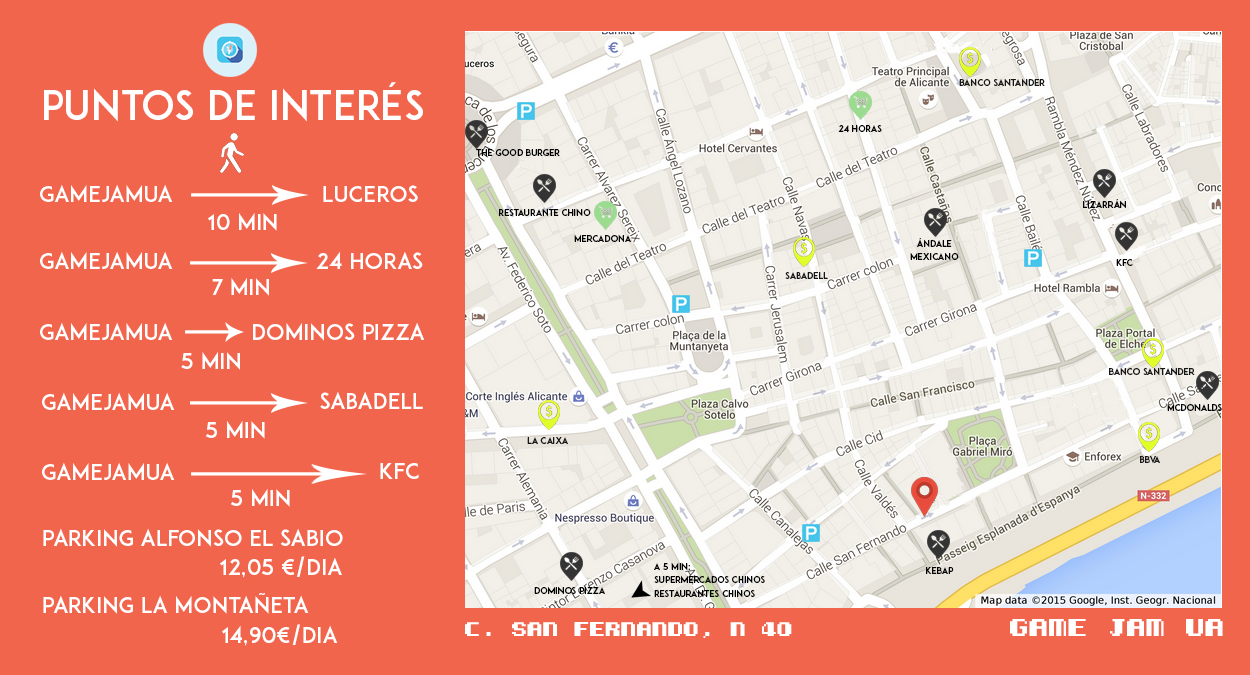 PUNTOS DE INTERÉS
GAMEJAMUA LUCEROS
10 MIN
GAMEJAMUA 24 HORAS
7 MIN
GAMEJAMUA DOMINOS PIZZA
5 MIN
GAMEJAMUA SABADELL
5 MIN
GAMEJAMUA KFC
5 MIN
PARKING ALFONSO EL SABIO
12,05 €/DIA
PARKING LA MONTAÑETA
14,90€/DIA
Plaza de San
Cristobal
Teatro Principal
de Alicante
BANCO SANTANDER
uceros
P
24 HORAS
Hotel Cervantes
THE GOOD BURGER
RESTAURANTE CHINO
MERCADONA
Calle Alvarez Sereix
Calle Ángel Lozano
Calle del Teatro
Calle del Teatro
Calle del Teatro
Calle Navas
Calle Castaños
Rambla Méndez Núñez
Calle Labradores
LIZARRÁN
KFC
ÁNDALE
MEXICANO
Calle Bailén
P
SABADELL
Calle colon
Hotel Rambla
Av. Federico Soto
P
Carrer colon
Plaça de la
Muntanyeta
Calle Jerusalem
Carrer Girona
Carrer Girona
Plaza Portal
de Elche
BANCO SANTANDER
MCDONALDS
Corte Inglés Alicante
&M
LA CAIXA
Plaza Calvo
Sotelo
Calle San Francisco
Calle Cid
Plaça
Gabriel Miró
Enforex
BBVA
Carrer Alemania
lle de Paris
Nespresso Boutique
Calle Valdés
Calle Canalejas
P
Calle San Fernando
Passeig Esplanada d'Espanya
N-332
KEBAP
DOMINOS PIZZA
Lorenzo Casanova
A 5 MIN:
SUPERMERCADOS CHINOS
RESTAURANTES CHINOS
Map data ©2015 Google, Inst. Geogr. Nacional
C. SAN FERNANDO, N 40
GAME JAM UA